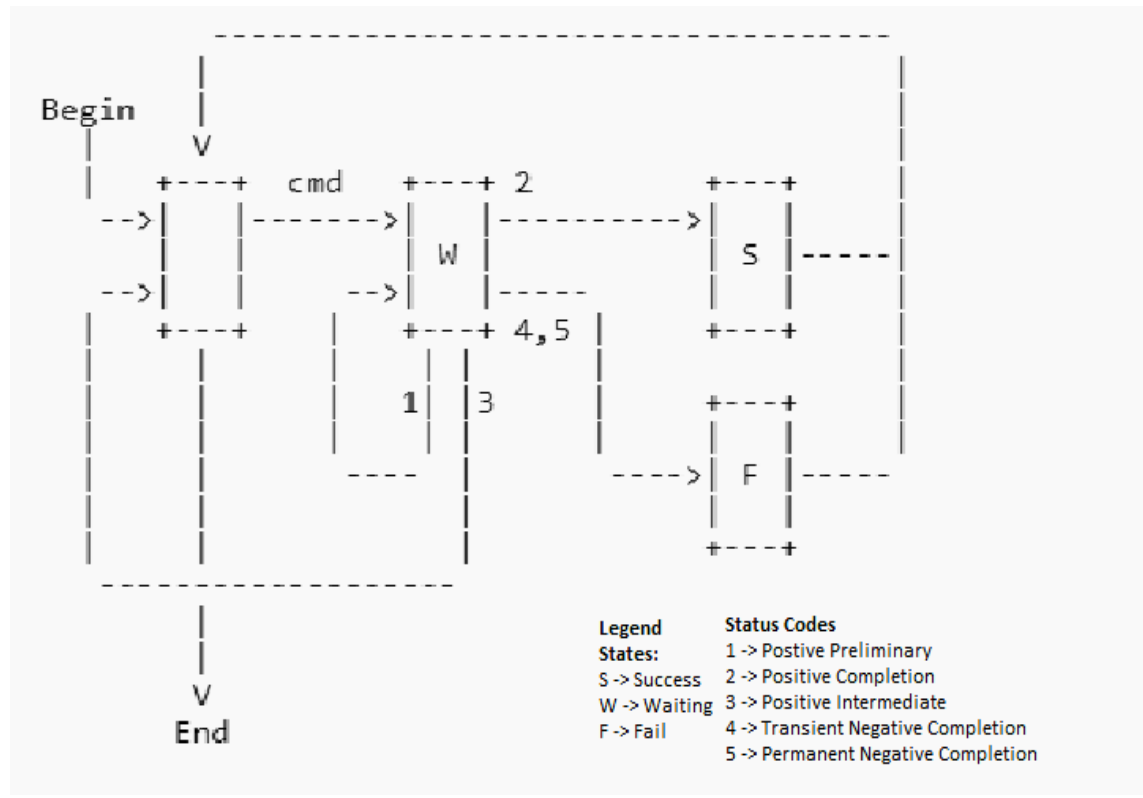 Begin
cmd
2
W
S
4,5
1
3
F
End
Legend
States:
S -> Success
W -> Waiting
F -> Fail
Status Codes
1 -> Postive Preliminary
2 -> Positive Completion
3 -> Positive Intermediate
4 -> Transient Negative Completion
5 -> Permanent Negative Completion